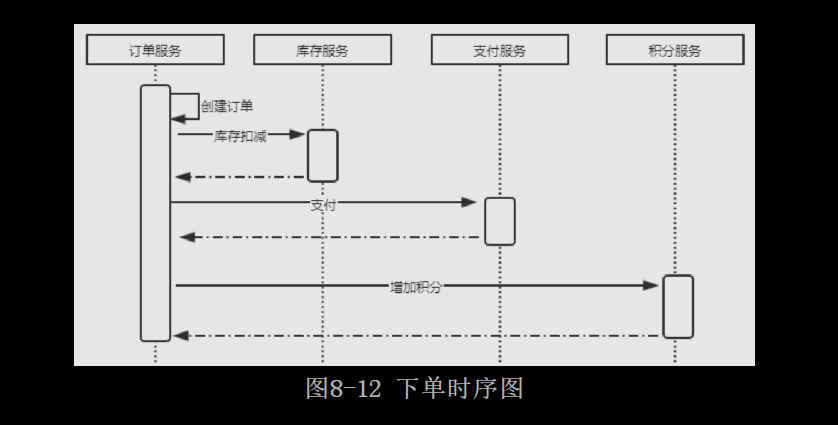 订单服务 库存服务 支付服务 积分服务
创建订单
库存扣减
支付
增加积分
图8-12 下单时序图